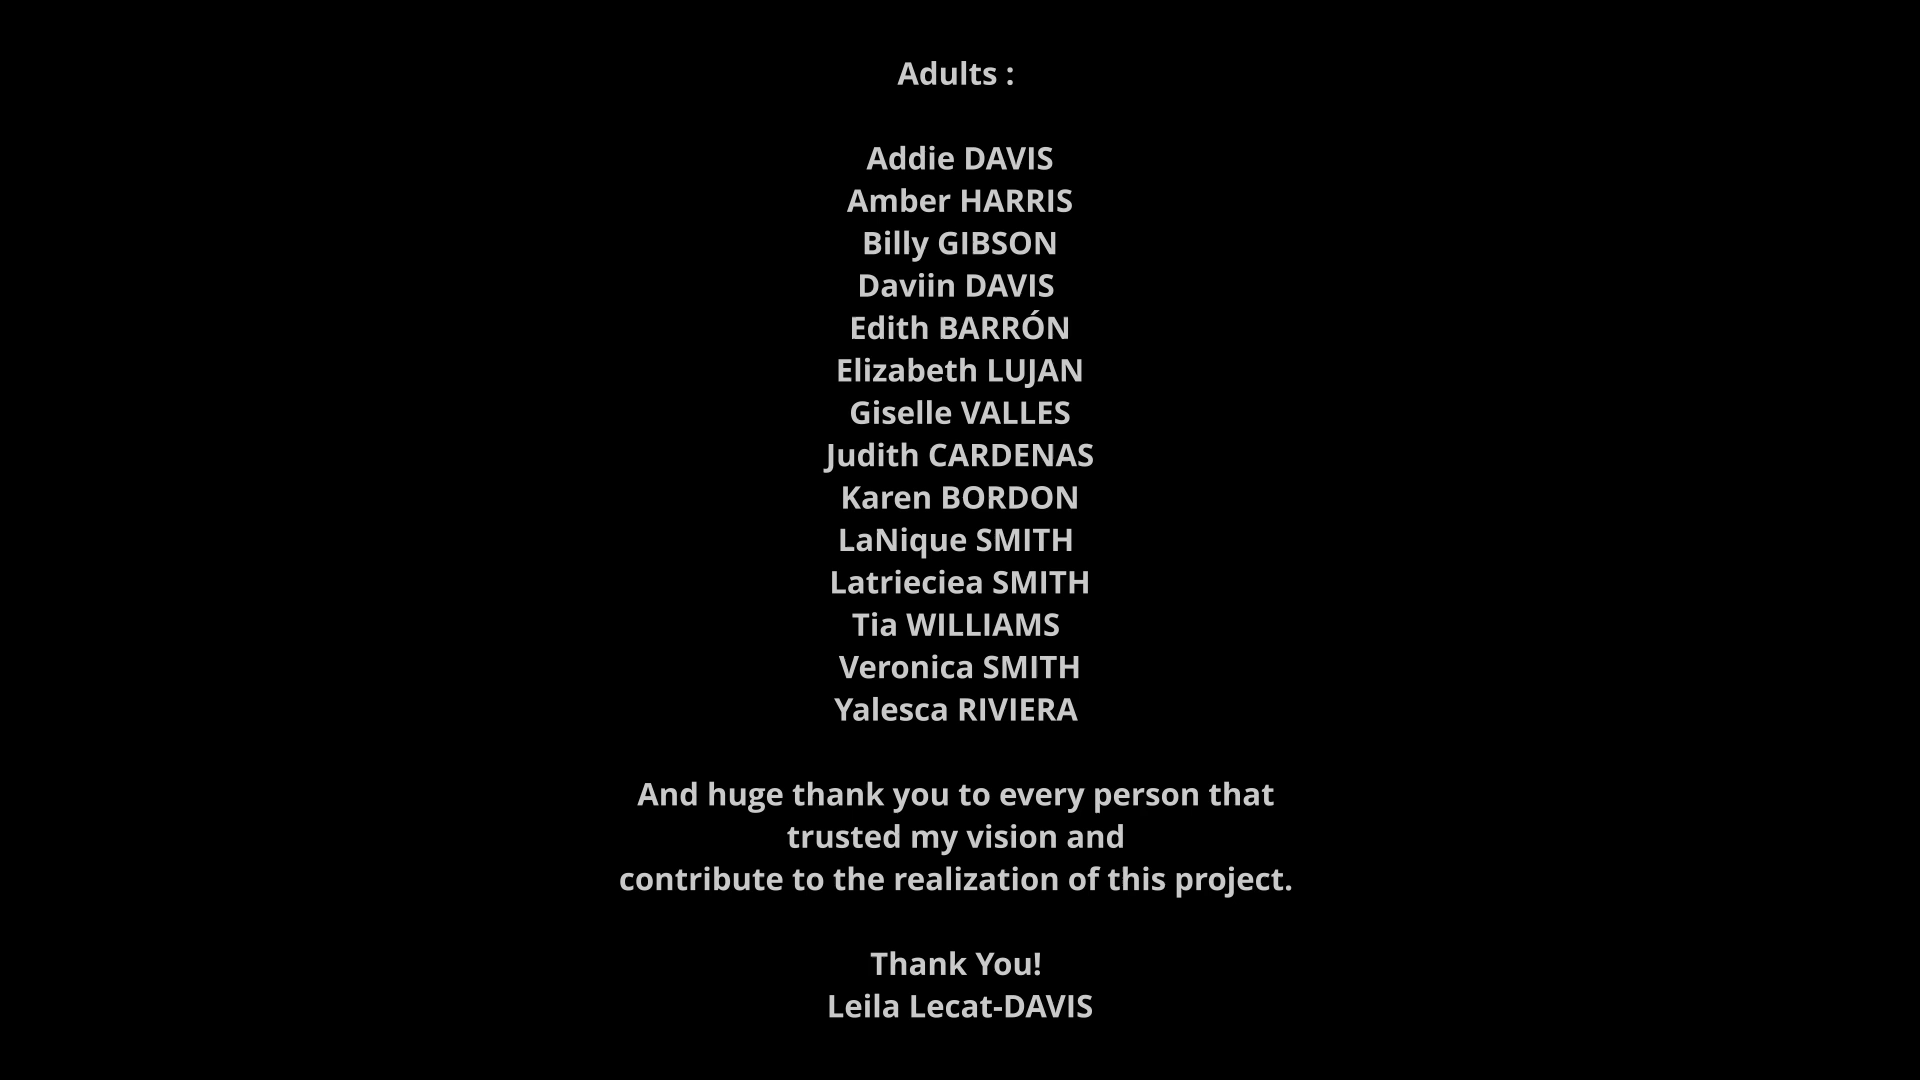 Adults :
Addie DAVIS
Amber HARRIS
Billy GIBSON
Daviin DAVIS
Edith BARRÓN
Elizabeth LUJAN
Giselle VALLES
Judith CARDENAS
Karen BORDON
LaNique SMITH
Latrieciea SMITH
Tia WILLIAMS
Veronica SMITH
Yalesca RIVIERA
And huge thank you to every person that
trusted my vision and
contribute to the realization of this project.
Thank You!
Leila Lecat-DAVIS